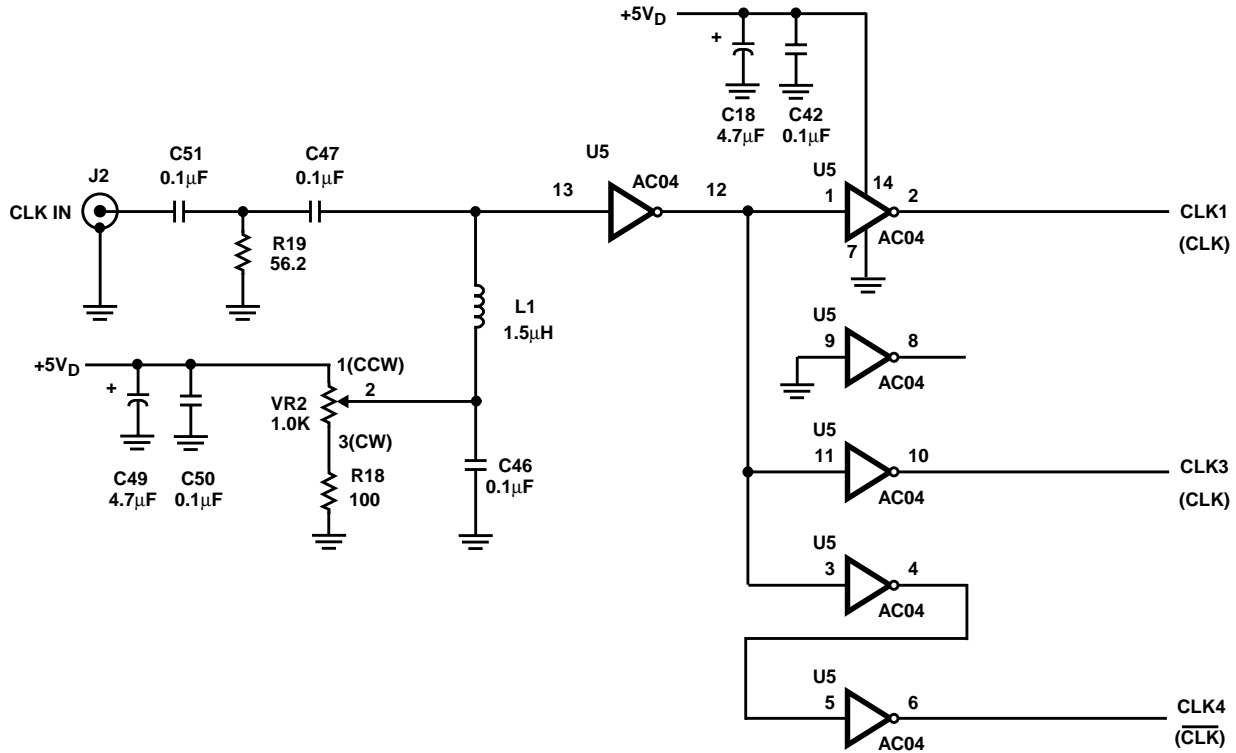 +5VD
+
C18
4.7μF
C42
0.1μF
C51
0.1μF
C47
0.1μF
U5
AC04
13
12
U5
14
1
2
AC04
7
CLK1
(CLK)
J2
CLK IN
R19
56.2
L1
1.5μH
U5
9
8
AC04
+5VD
+
1(CCW)
2
VR2
1.0K
3(CW)
C49
4.7μF
C50
0.1μF
R18
100
C46
0.1μF
U5
11
10
AC04
CLK3
(CLK)
U5
3
4
AC04
U5
5
6
AC04
CLK4
(C̅L̅K̅)